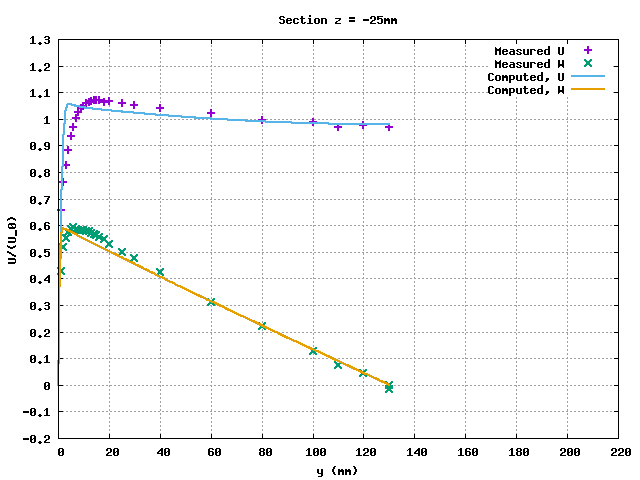 Section z = -25mm
Measured U
Measured W
Computed, U
Computed, W
1.3
1.2
1.1
1
0.9
0.8
0.7
0.6
0.5
0.4
0.3
0.2
0.1
0
-0.1
-0.2
U/(U_0)
0 20 40 60 80 100 120 140 160 180 200 220
y (mm)